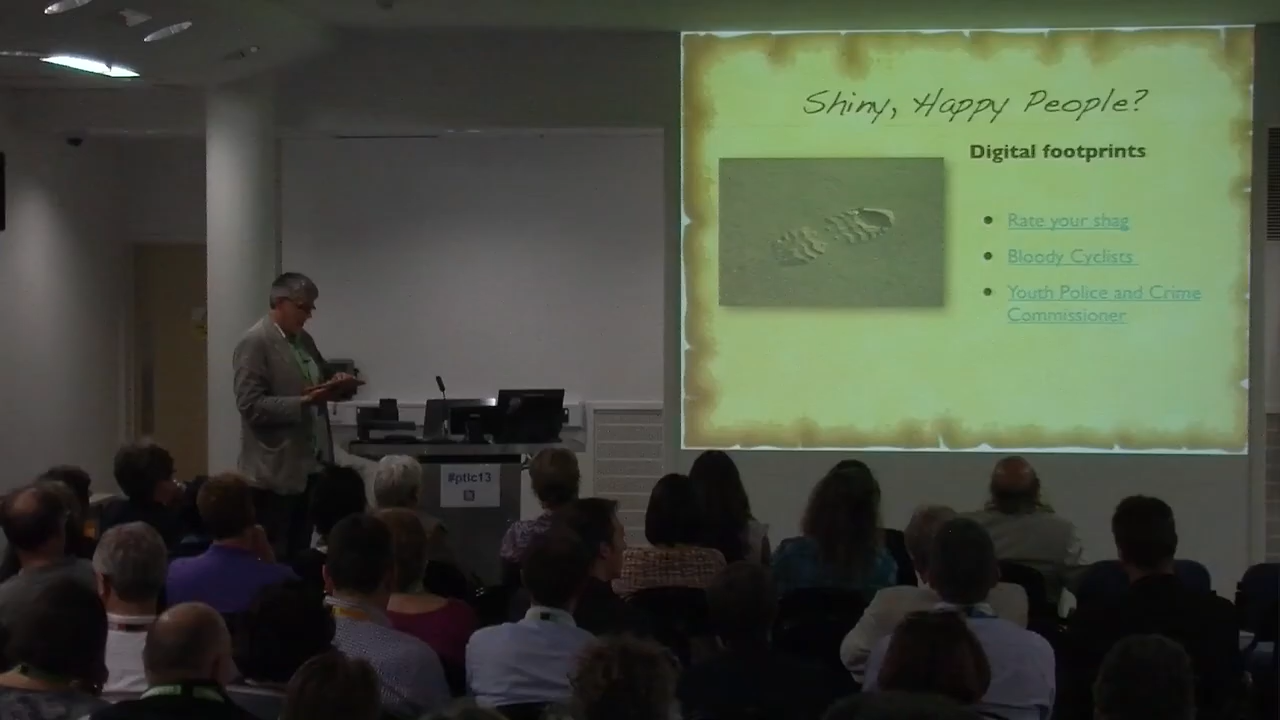 Shiny, Happy People?
Digital footprints
Rate your shag
Bloody Cyclists
Youth Police and Crime
Commissioner
#ptlc13